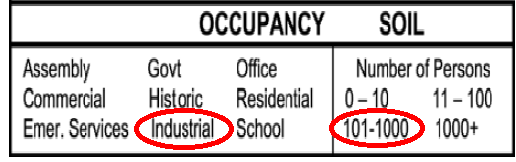 OCCUPANCY SOIL
Assembly Govt Office Number of Persons
Commercial Historic Residential 0 – 10 11 – 100
Emer. Services Industrial School 101-1000 1000+